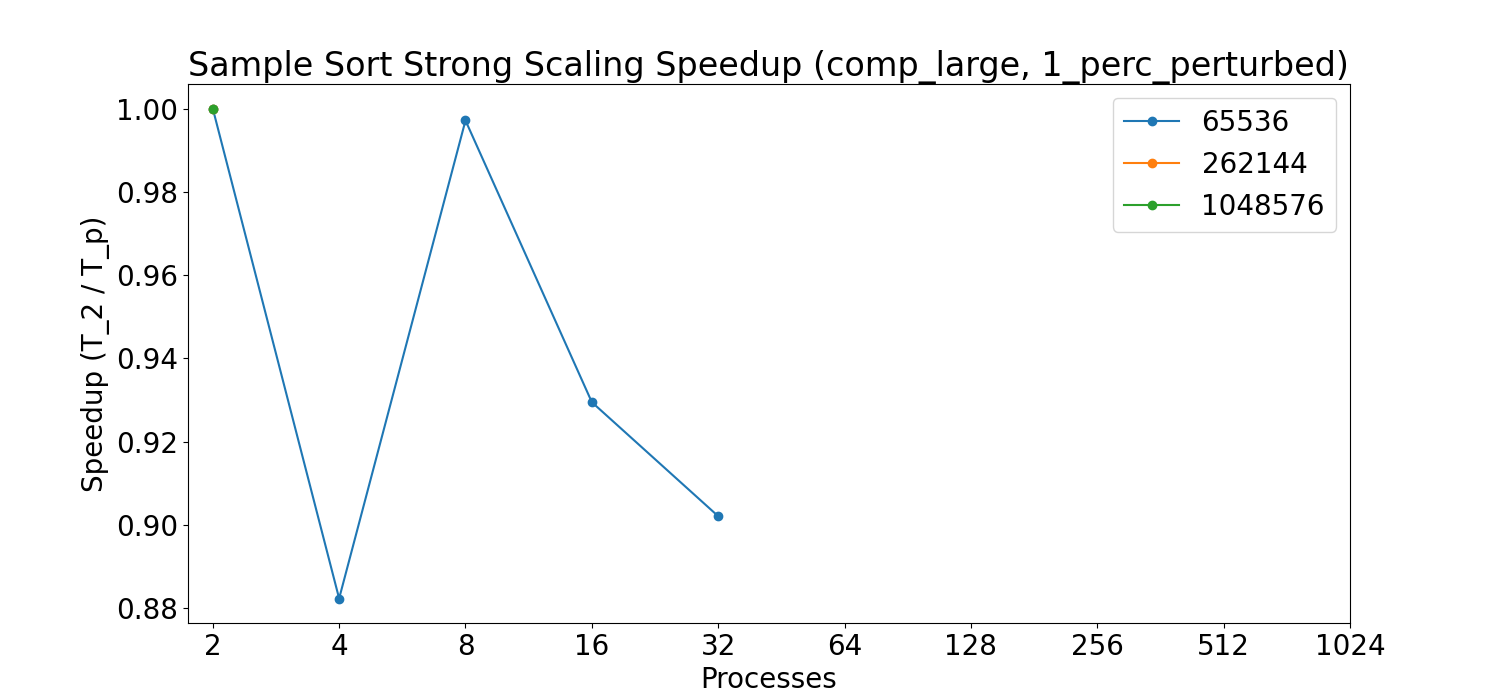 Sample Sort Strong Scaling Speedup (comp_large, 1_perc_perturbed)
Speedup (T_2 / T_p)
1.00
0.98
0.96
0.94
0.92
0.90
0.88
65536
262144
1048576
2 4 8 16 32 64 128 256 512 1024
Processes